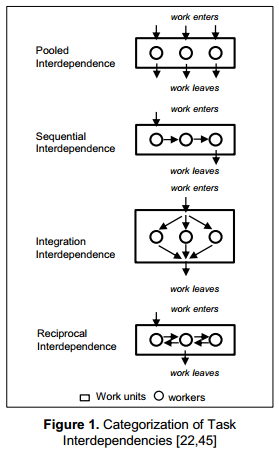 work enters
Pooled
Interdependence
work leaves
work enters
Sequential
Interdependence
work leaves
work enters
Integration
Interdependence
work leaves
work enters
Reciprocal
Interdependence
work leaves
Work units
workers
Figure 1. Categorization of Task
Interdependencies [22,45]